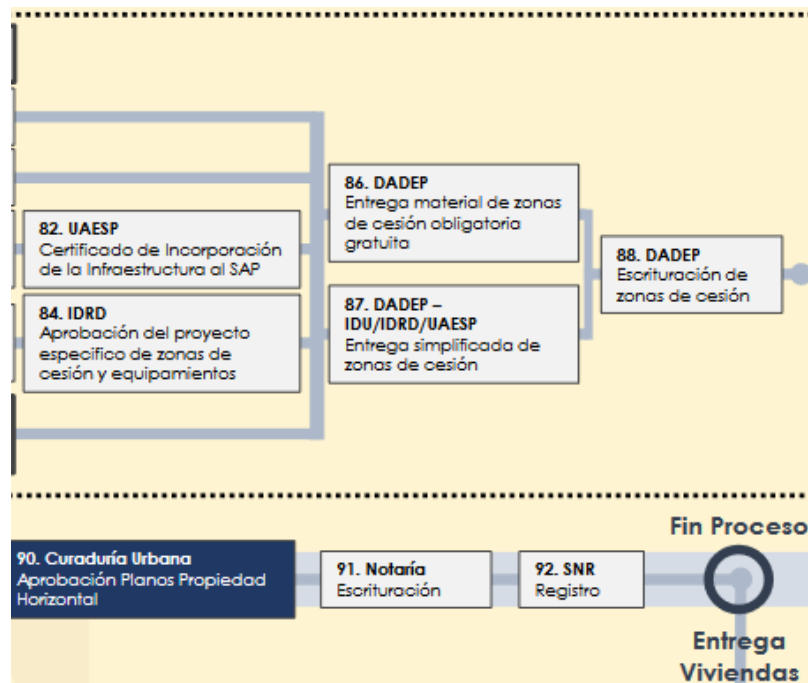 82. UAESP
Certificado de Incorporación
de la Infraestructura al SAP
84. IDRD
Aprobación del proyecto
especifico de zonas de
cesión y equipamientos
86. DADEP
Entrega material de zonas
de cesión obligatoria
gratuita
87. DADEP –
IDU/IDRD/UAESP
Entrega simplificada de
zonas de cesión
88. DADEP
Escrituración de
zonas de cesión
90. Curaduría Urbana
Aprobación Planos Propiedad
Horizontal
91. Notaría
Escrituración
92. SNR
Registro
Fin Proceso
Entrega
Viviendas